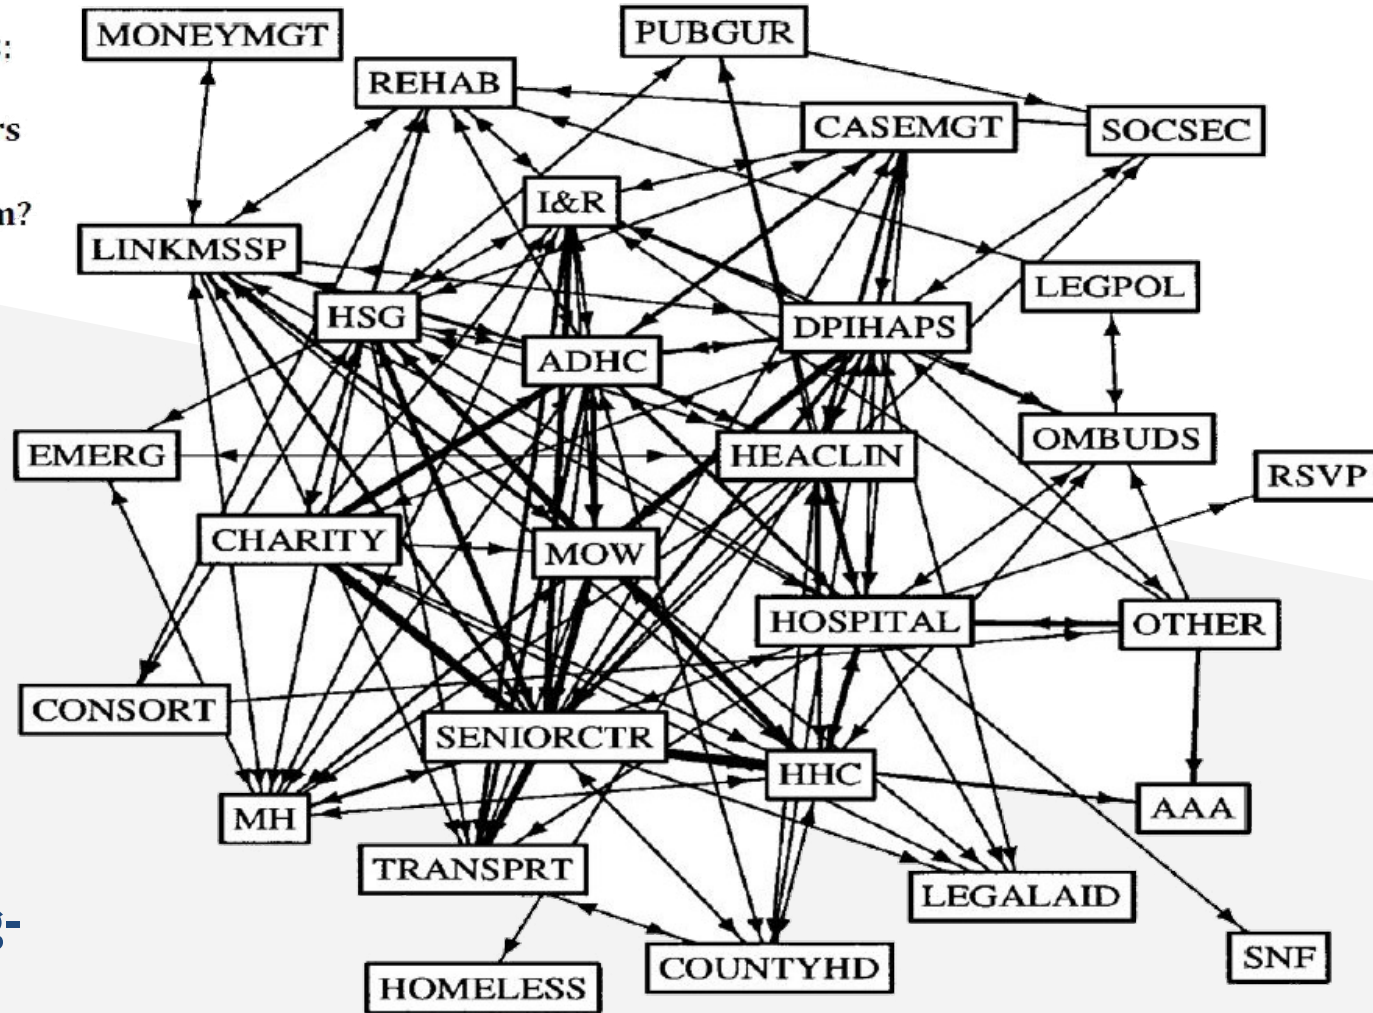 :
rs
m?
MONEYMGT
PUBGUR
REHAB
CASEMGT
SOCSEC
I&R
LINKMSSP
LEGPOL
HSG
DPIHAPS
ADHC
OMBUDS
EMERG
HEACLIN
RSVP
CHARITY
MOW
HOSPITAL
OTHER
CONSORT
SENIORCTR
HHC
MH
AAA
TRANSPRT
LEGALAID
g-
HOMELESS
COUNTYHD
SNF